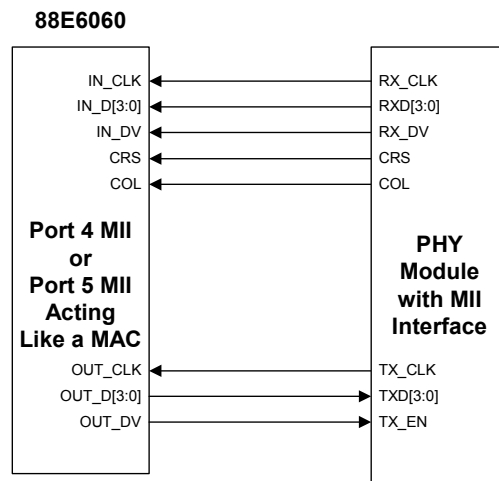 88E6060
IN_CLK
RX_CLK
IN_D[3:0]
RXD[3:0]
IN_DV
RX_DV
CRS
CRS
COL
COL
Port 4 MII
or
Port 5 MII
Acting
Like a MAC
PHY
Module
with MII
Interface
OUT_CLK
TX_CLK
OUT_D[3:0]
TXD[3:0]
OUT_DV
TX_EN